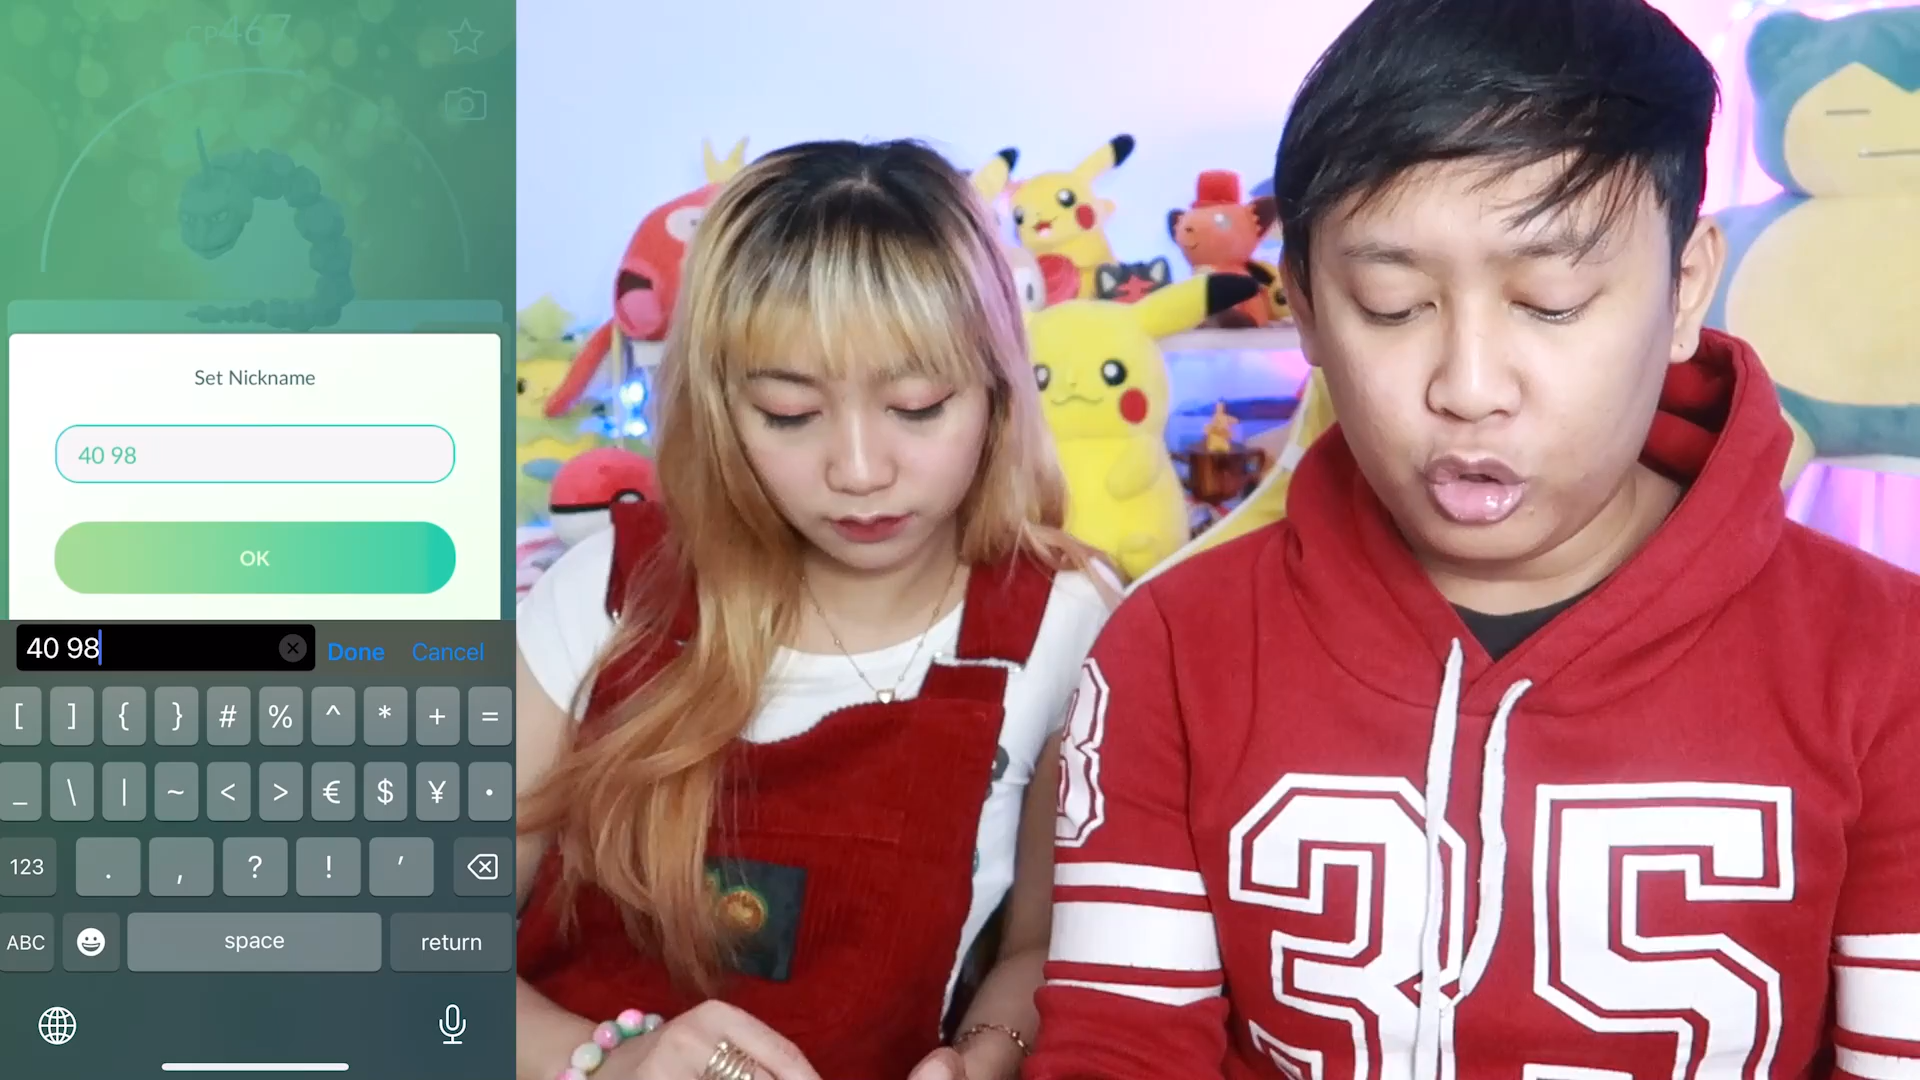 CP467
Set Nickname
40 98
OK
40 98
Done Cancel
[ ] { } # % ^ * + =
_ \ | ~ < > € $ ¥ •
123 . , ? ! ′
ABC space return
35